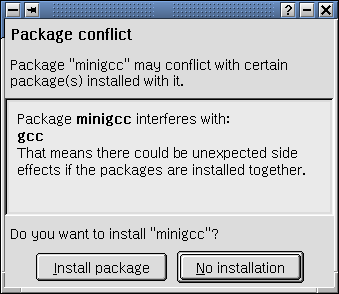 Package conflict
Package "minigcc" may conflict with certain
package(s) installed with it.
Package minigcc interferes with:
gcc
That means there could be unexpected side
effects if the packages are installed together.
Do you want to install "minigcc"?
Install package No installation